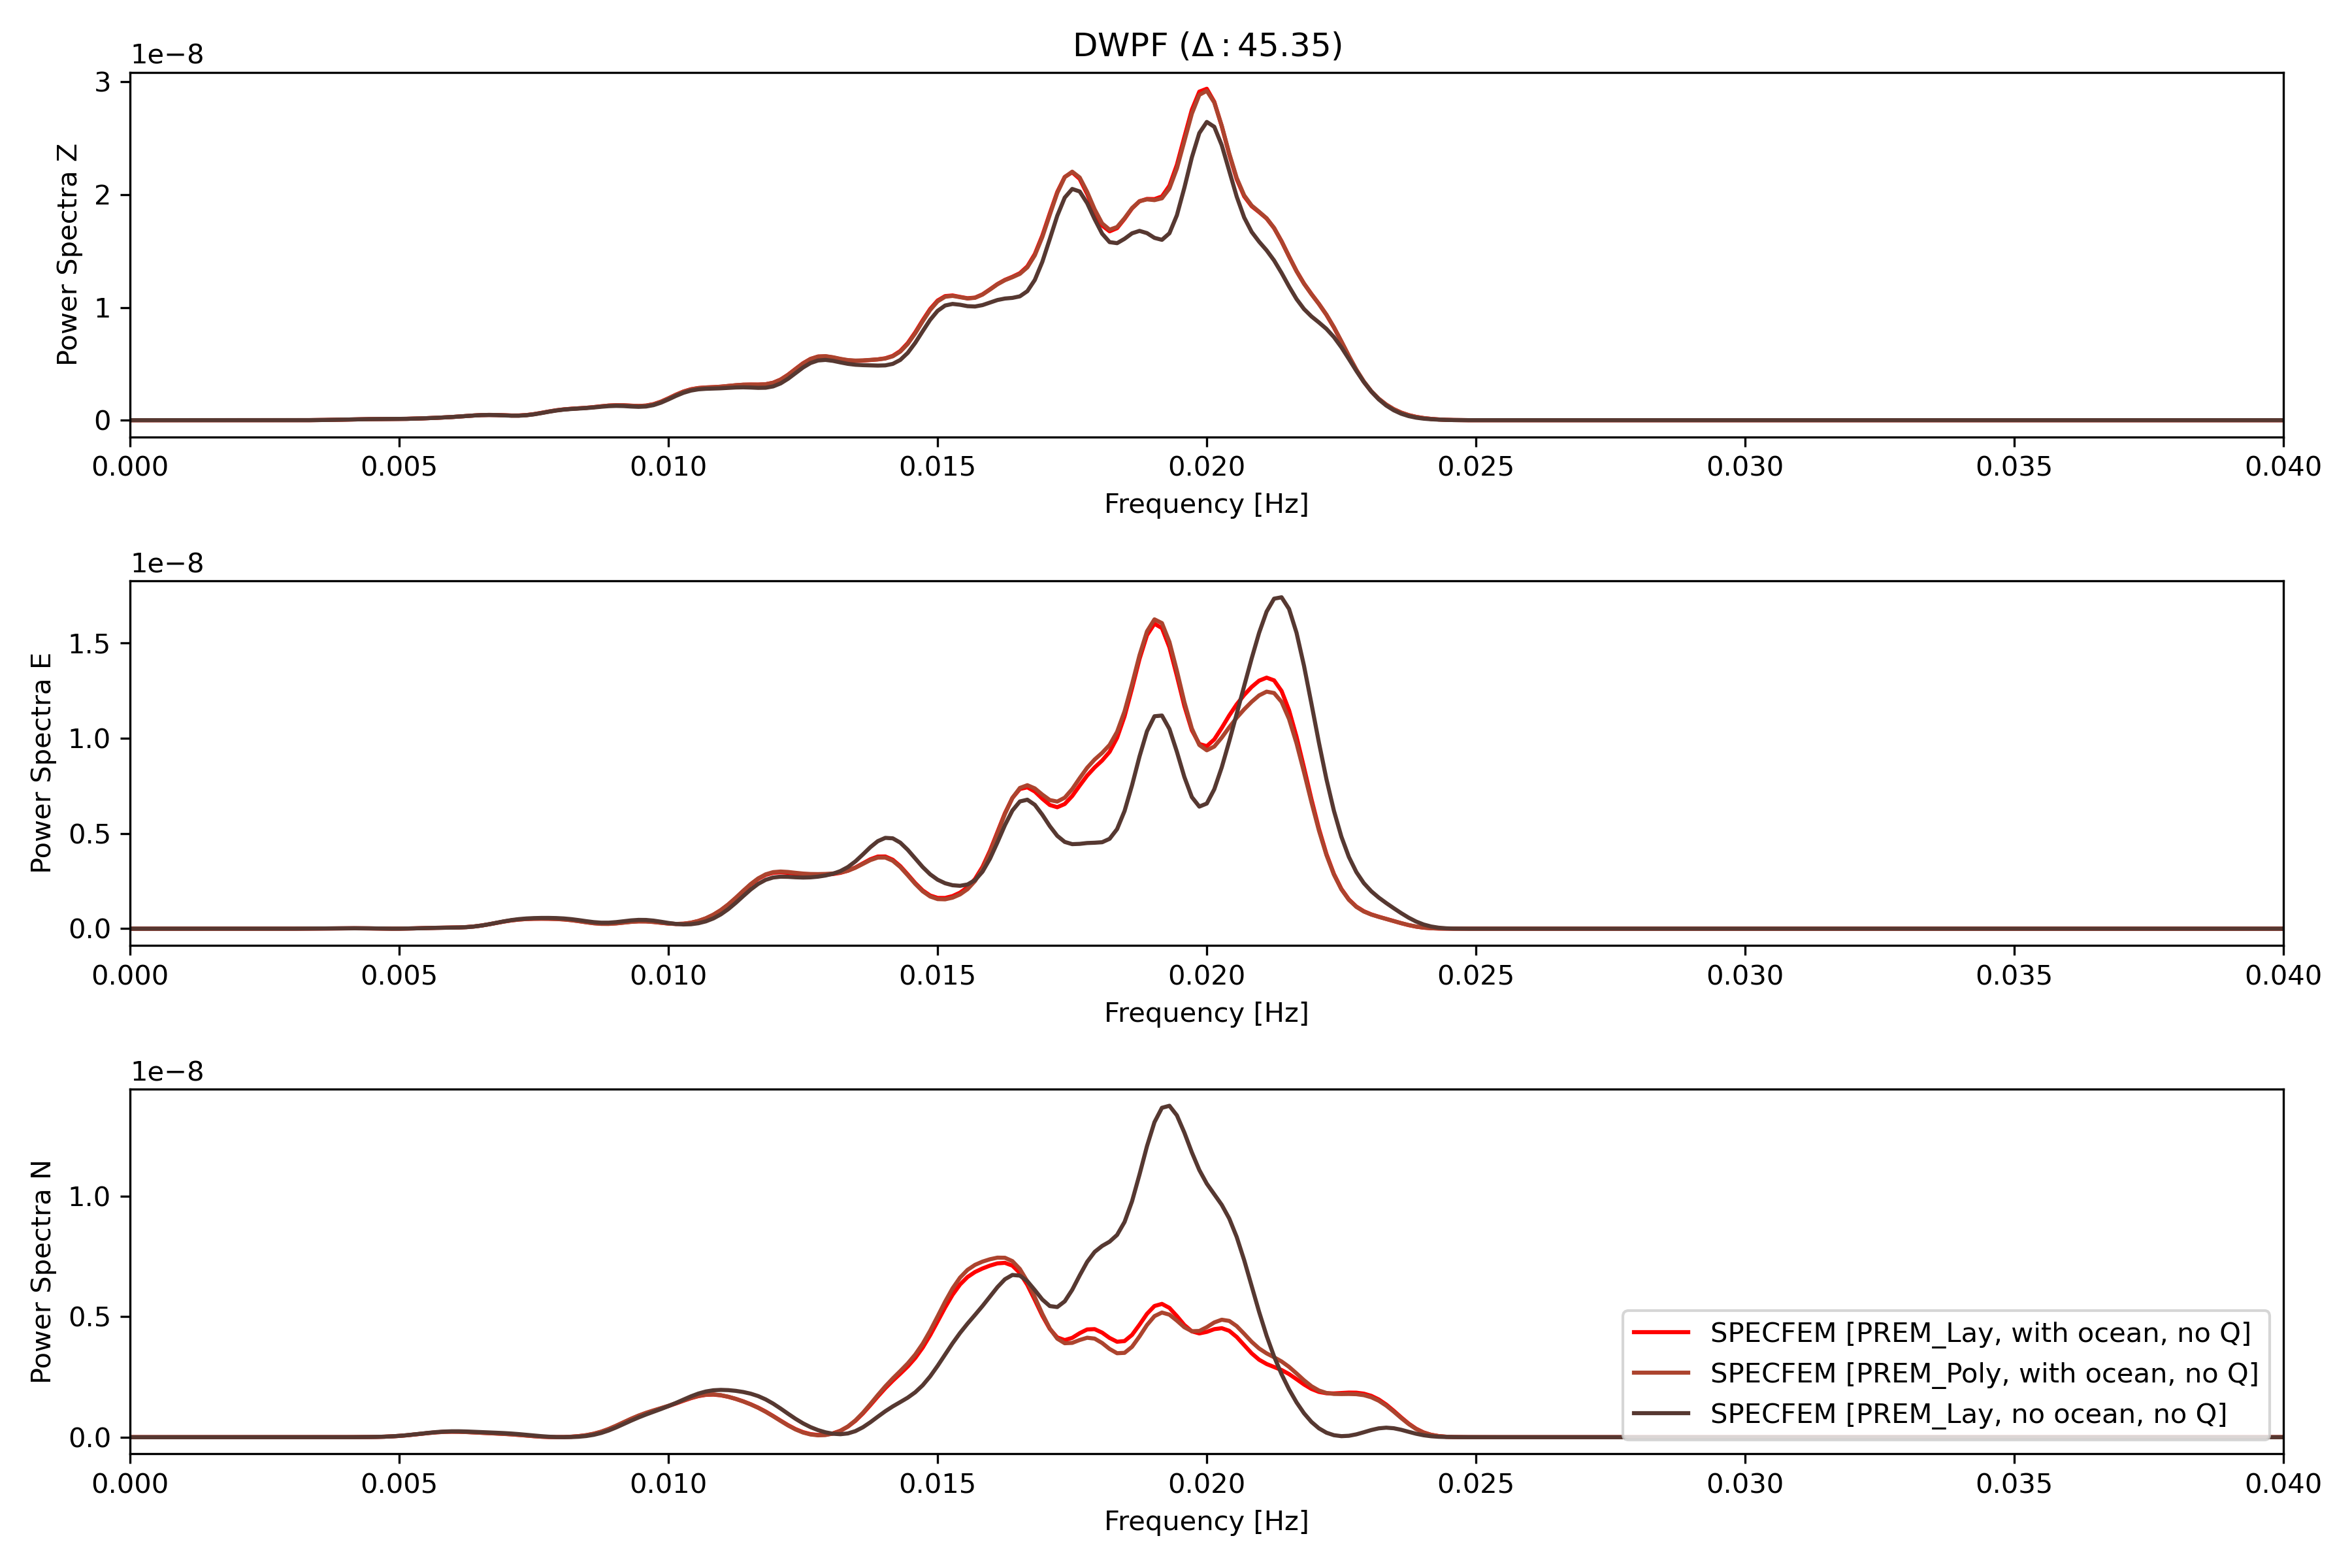 DWPF (Δ : 45.35)
1e−8
3
2
1
0
Power Spectra Z
0.000 0.005 0.010 0.015 0.020 0.025 0.030 0.035 0.040
Frequency [Hz]
1e−8
1.5
1.0
0.5
0.0
Power Spectra E
0.000 0.005 0.010 0.015 0.020 0.025 0.030 0.035 0.040
Frequency [Hz]
1e−8
1.0
0.5
0.0
Power Spectra N
SPECFEM [PREM_Lay, with ocean, no Q]
SPECFEM [PREM_Poly, with ocean, no Q]
SPECFEM [PREM_Lay, no ocean, no Q]
0.000 0.005 0.010 0.015 0.020 0.025 0.030 0.035 0.040
Frequency [Hz]